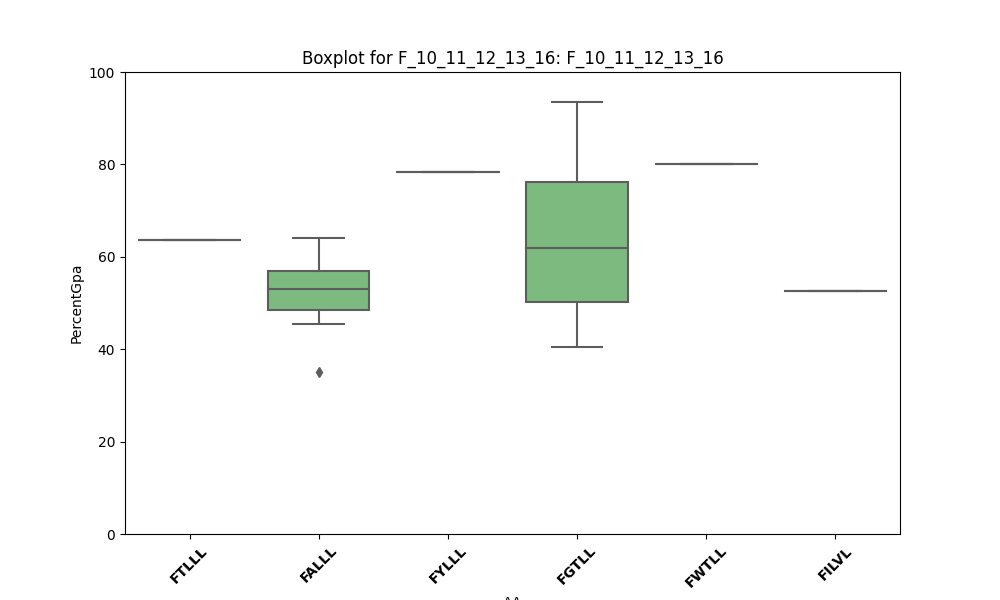 Boxplot for F_10_11_12_13_16: F_10_11_12_13_16
PercentGpa
100
80
60
40
20
0
FTLLL
FALLL
FYLLL
FGTLL
FWTLL
FILVL